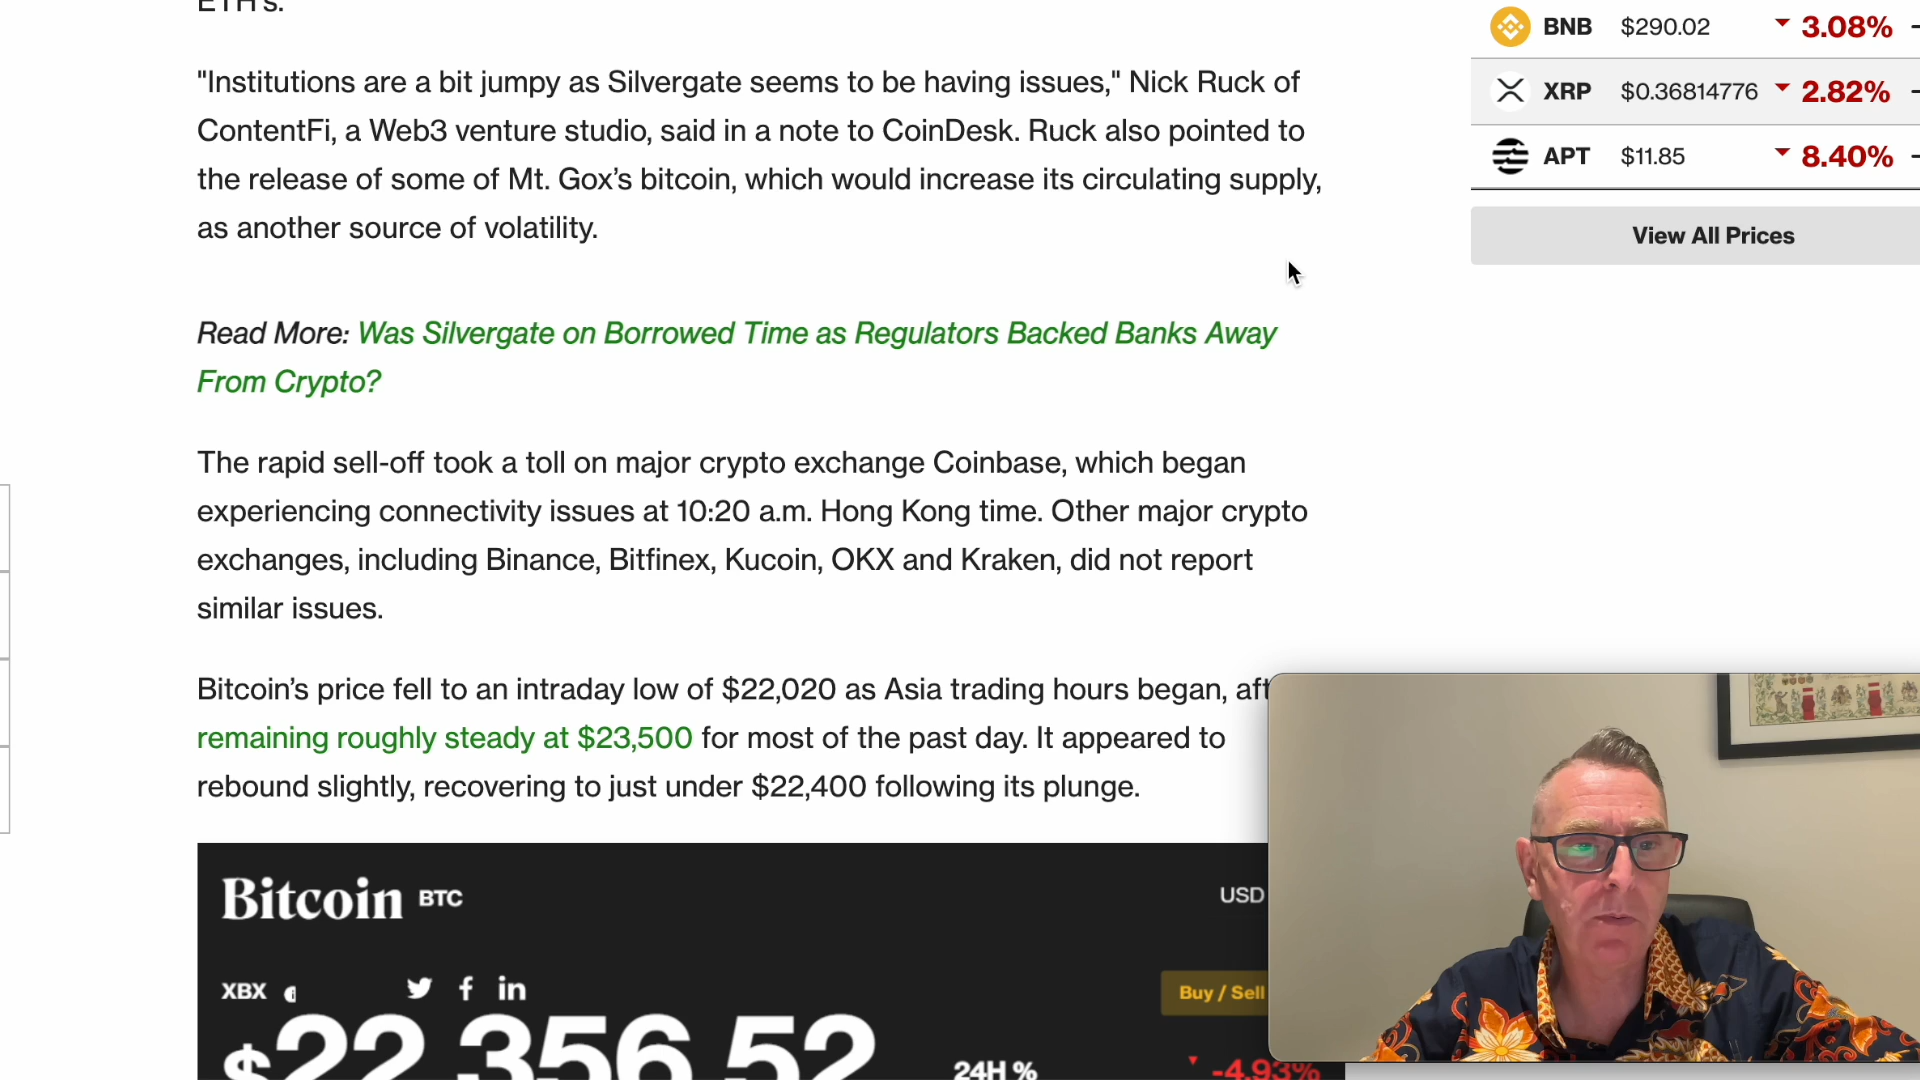 ETH's.
"Institutions are a bit jumpy as Silvergate seems to be having issues," Nick Ruck of
ContentFi, a Web3 venture studio, said in a note to CoinDesk. Ruck also pointed to
the release of some of Mt. Gox's bitcoin, which would increase its circulating supply,
as another source of volatility.
Read More: Was Silvergate on Borrowed Time as Regulators Backed Banks Away
From Crypto?
The rapid sell-off took a toll on major crypto exchange Coinbase, which began
experiencing connectivity issues at 10:20 a.m. Hong Kong time. Other major crypto
exchanges, including Binance, Bitfinex, Kucoin, OKX and Kraken, did not report
similar issues.
Bitcoin's price fell to an intraday low of $22,020 as Asia trading hours began,
remaining roughly steady at $23,500 for most of the past day. It appeared to
rebound slightly, recovering to just under $22,400 following its plunge.
Bitcoin BTC
USD
XBX
Buy / Sell
$22,356.52
24H %
-4.93%
BNB $290.02 3.08%
XRP $0.36814776 2.82%
APT $11.85 8.40%
View All Prices